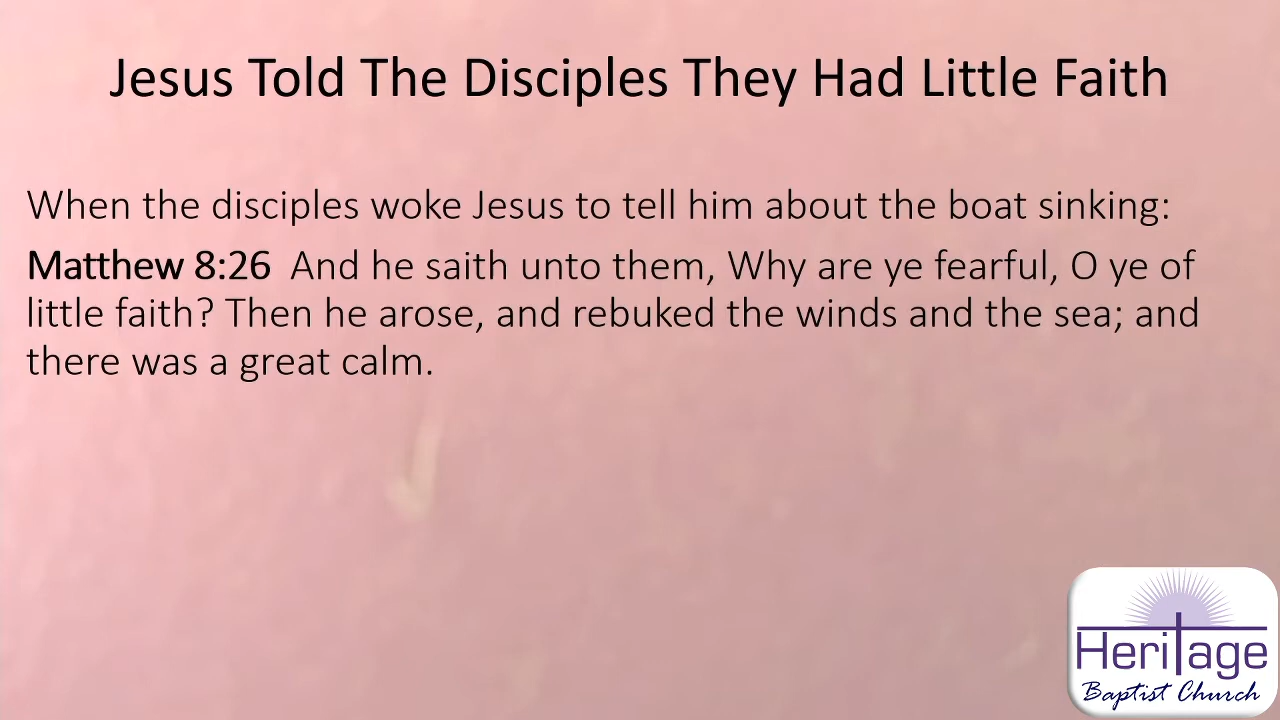 Jesus Told The Disciples They Had Little Faith
When the disciples woke Jesus to tell him about the boat sinking:
Matthew 8:26 And he saith unto them, Why are ye fearful, O ye of
little faith? Then he arose, and rebuked the winds and the sea; and
there was a great calm.
Heritage
Baptist Church